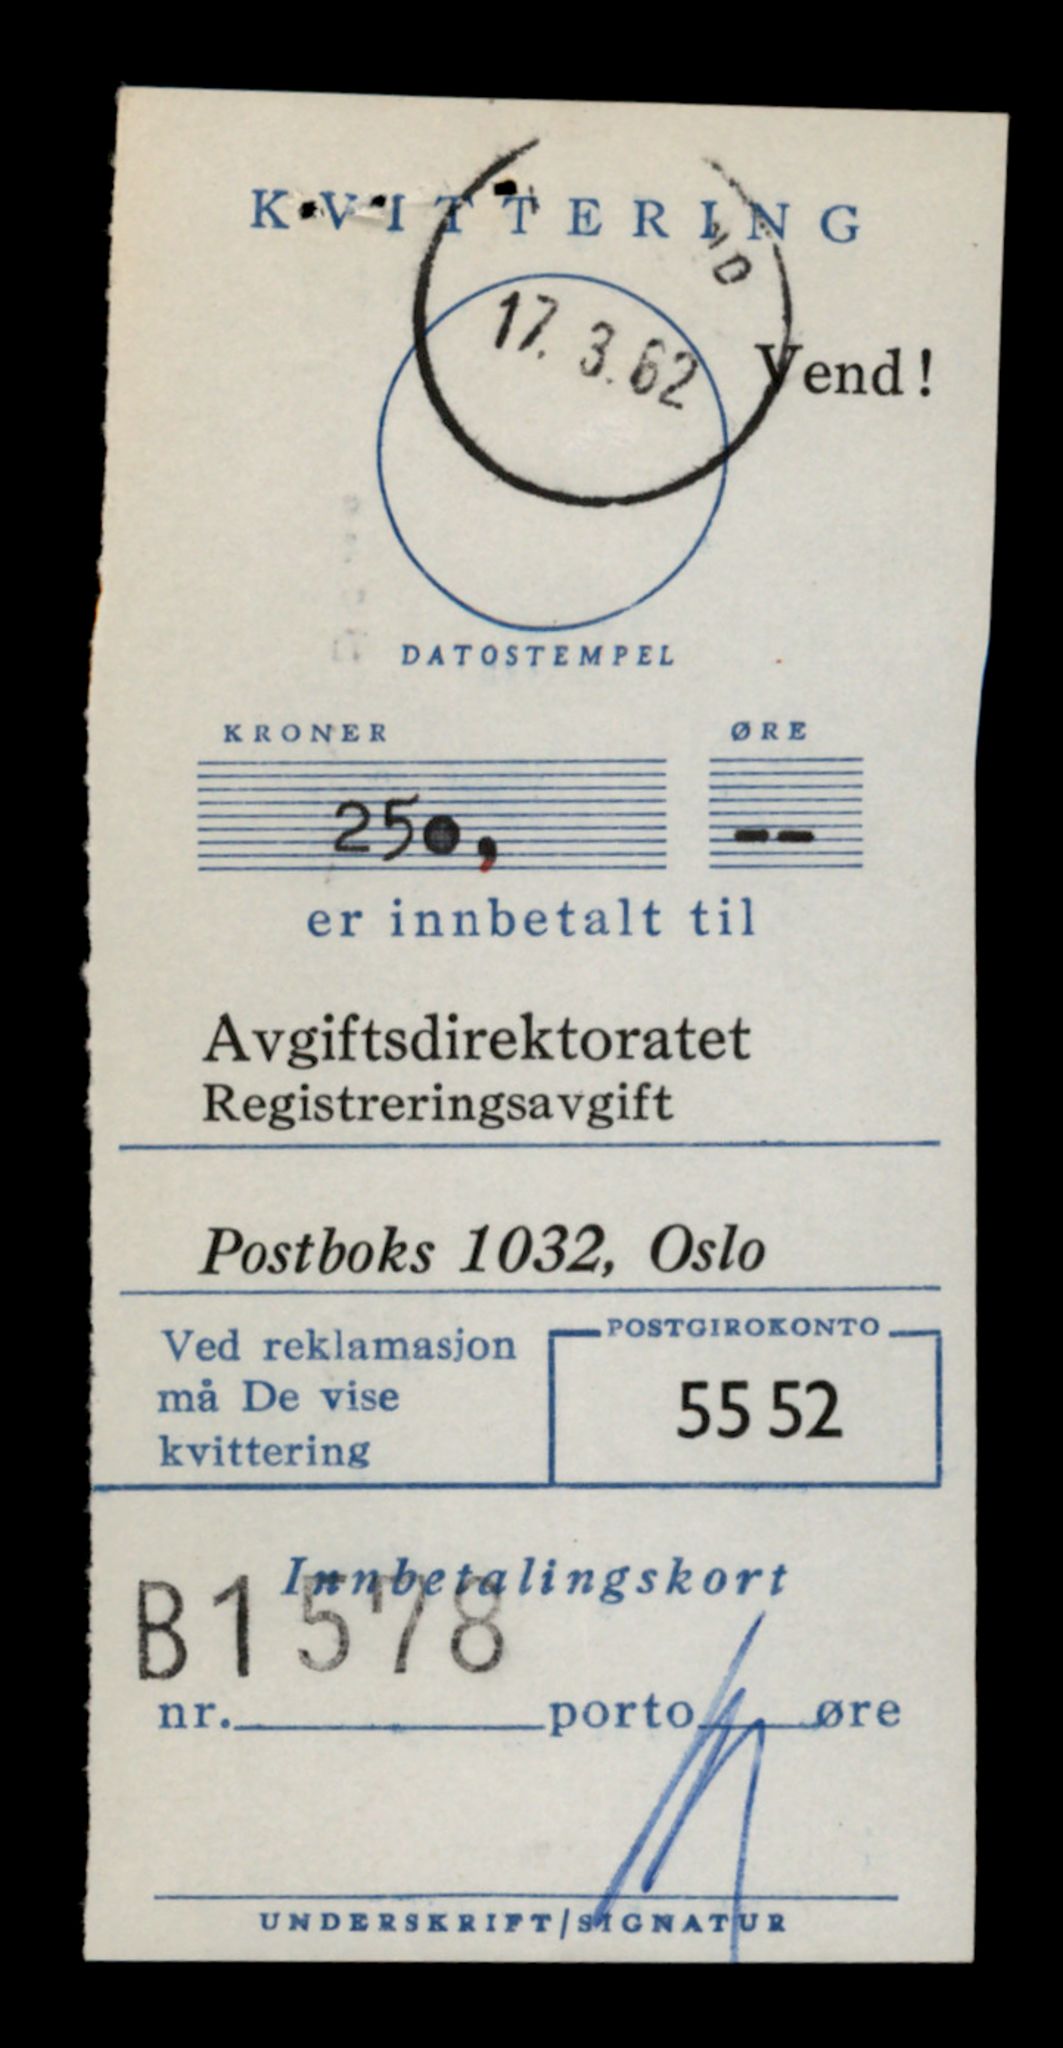 KVITTERING
17. 3. 62
Vend!
DATOSTEMPEL
KRONER ØRE
250, --
er innbetalt til
Avgiftsdirektoratet
Registreringsavgift
Postboks 1032, Oslo
Ved reklamasjon
må De vise
kvittering
POSTGIROKONTO
55 52
Innbetalingskort
B1578
nr. porto øre
UNDERSKRIFT/SIGNATUR